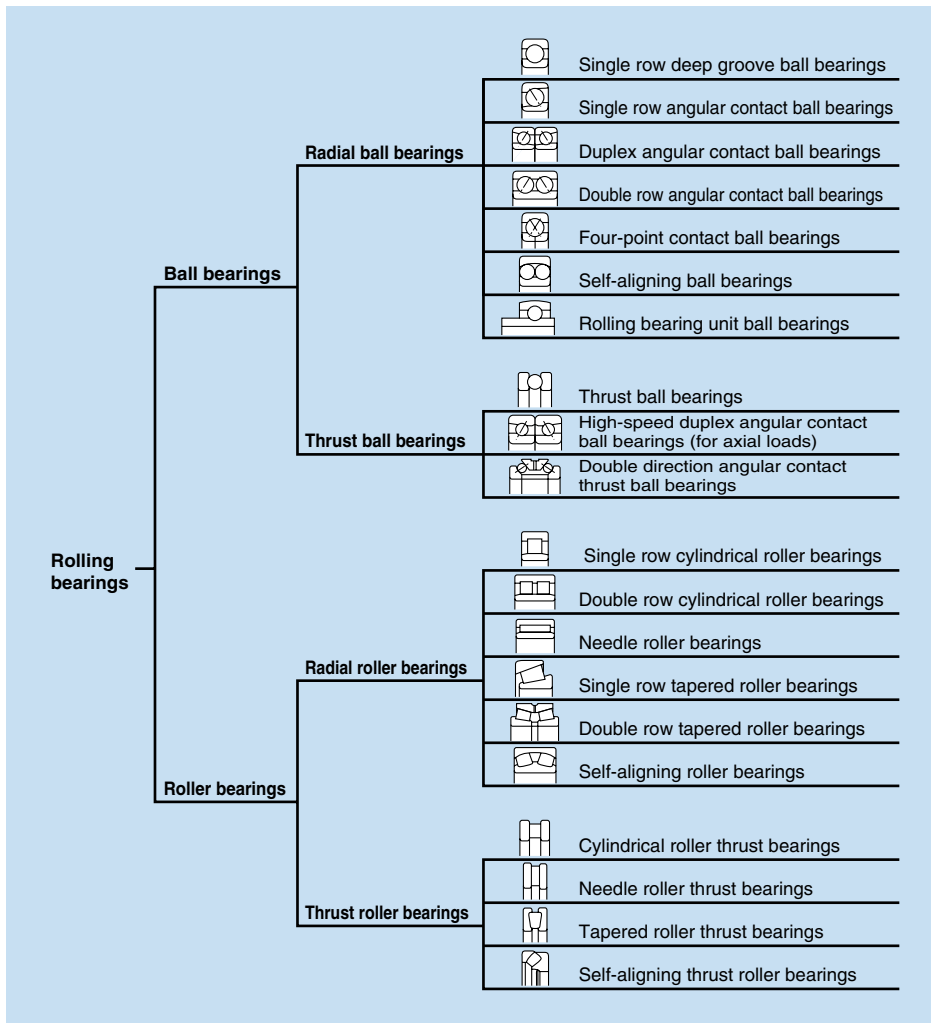 Single row deep groove ball bearings
Single row angular contact ball bearings
Radial ball bearings
Duplex angular contact ball bearings
Double row angular contact ball bearings
Four-point contact ball bearings
Ball bearings
Self-aligning ball bearings
Rolling bearing unit ball bearings
Thrust ball bearings
Thrust ball bearings
High-speed duplex angular contact
ball bearings (for axial loads)
Double direction angular contact
thrust ball bearings
Rolling
bearings
Single row cylindrical roller bearings
Double row cylindrical roller bearings
Needle roller bearings
Radial roller bearings
Single row tapered roller bearings
Double row tapered roller bearings
Self-aligning roller bearings
Roller bearings
Cylindrical roller thrust bearings
Needle roller thrust bearings
Thrust roller bearings
Tapered roller thrust bearings
Self-aligning thrust roller bearings